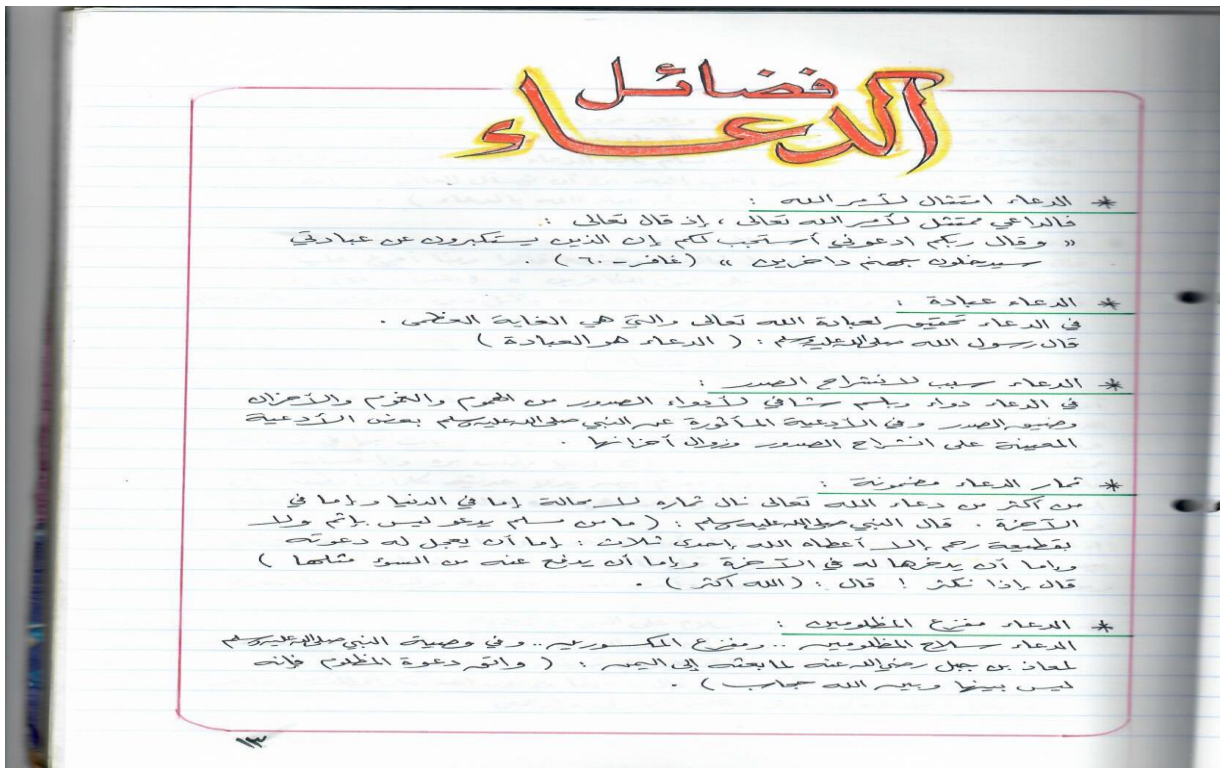 فضائل
الدعاء
* الدعاء امتثال لأمر الله :
فالداعي ممتثل لأمر الله تعالى ، إذ قال تعالى :
« وقال ربكم ادعوني أستجب لكم إن الذين يستكبرون عن عبادتي
سيدخلون جهنم داخرين » (غافر - ٦٠) .
* الدعاء عبادة :
في الدعاء تحقيق لعبادة الله تعالى والتي هي الغاية العظمى .
قال رسول الله صلى الله عليه وسلم : ( الدعاء هو العبادة )
* الدعاء سبب لانشراح الصدر :
في الدعاء دواء وبلسم شافي لأدواء الصدور من الهموم والغموم والأحزان
وضيق الصدر وفي الأدعية المأثورة عن النبي صلى الله عليه وسلم بعض الأدعية
المعينة على انشراح الصدور وزوال أحزانها .
* ثمار الدعاء مضمونة :
من أكثر من دعاء الله تعالى نال ثماره لا محالة إما في الدنيا وإما في
الآخرة . قال النبي صلى الله عليه وسلم : ( ما من مسلم يدعو ليس بإثم ولا
بقطيعة رحم إلا أعطاه الله إحدى ثلاث : إما أن يعجل له دعوته
وإما أن يدخرها له في الآخرة وإما أن يدفع عنه من السوء مثلها )
قال إذا نكثر ! قال : ( الله أكثر ) .
* الدعاء مفزع المظلومين :
الدعاء سلاح المظلومين .. ومفزع المكسورين .. وفي وصية النبي صلى الله عليه وسلم
لمعاذ بن جبل رضي الله عنه لما بعثه إلى اليمن : ( واتق دعوة المظلوم فإنه
ليس بينها وبين الله حجاب ) .
١٣